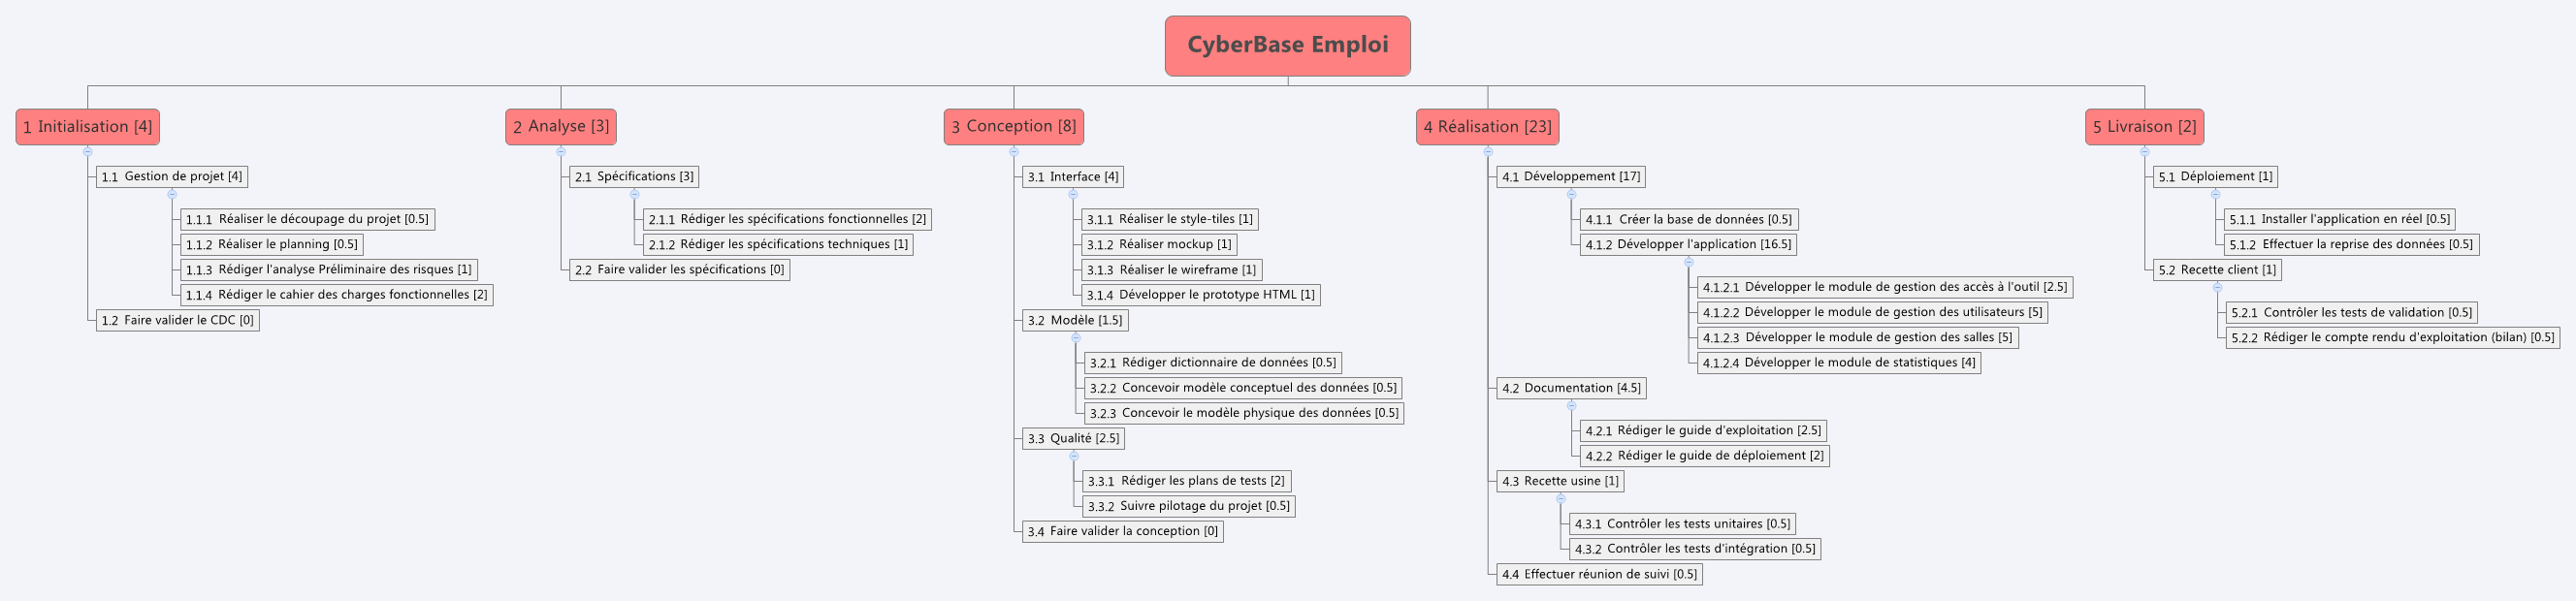 CyberBase Emploi
1 Initialisation [4]
1.1 Gestion de projet [4]
1.1.1 Réaliser le découpage du projet [0.5]
1.1.2 Réaliser le planning [0.5]
1.1.3 Rédiger l'analyse Préliminaire des risques [1]
1.1.4 Rédiger le cahier des charges fonctionnelles [2]
1.2 Faire valider le CDC [0]
2 Analyse [3]
2.1 Spécifications [3]
2.1.1 Rédiger les spécifications fonctionnelles [2]
2.1.2 Rédiger les spécifications techniques [1]
2.2 Faire valider les spécifications [0]
3 Conception [8]
3.1 Interface [4]
3.1.1 Réaliser le style-tiles [1]
3.1.2 Réaliser mockup [1]
3.1.3 Réaliser le wireframe [1]
3.1.4 Développer le prototype HTML [1]
3.2 Modèle [1.5]
3.2.1 Rédiger dictionnaire de données [0.5]
3.2.2 Concevoir modèle conceptuel des données [0.5]
3.2.3 Concevoir le modèle physique des données [0.5]
3.3 Qualité [2.5]
3.3.1 Rédiger les plans de tests [2]
3.3.2 Suivre pilotage du projet [0.5]
3.4 Faire valider la conception [0]
4 Réalisation [23]
4.1 Développement [17]
4.1.1 Créer la base de données [0.5]
4.1.2 Développer l'application [16.5]
4.1.2.1 Développer le module de gestion des accès à l'outil [2.5]
4.1.2.2 Développer le module de gestion des utilisateurs [5]
4.1.2.3 Développer le module de gestion des salles [5]
4.1.2.4 Développer le module de statistiques [4]
4.2 Documentation [4.5]
4.2.1 Rédiger le guide d'exploitation [2.5]
4.2.2 Rédiger le guide de déploiement [2]
4.3 Recette usine [1]
4.3.1 Contrôler les tests unitaires [0.5]
4.3.2 Contrôler les tests d'intégration [0.5]
4.4 Effectuer réunion de suivi [0.5]
5 Livraison [2]
5.1 Déploiement [1]
5.1.1 Installer l'application en réel [0.5]
5.1.2 Effectuer la reprise des données [0.5]
5.2 Recette client [1]
5.2.1 Contrôler les tests de validation [0.5]
5.2.2 Rédiger le compte rendu d'exploitation (bilan) [0.5]